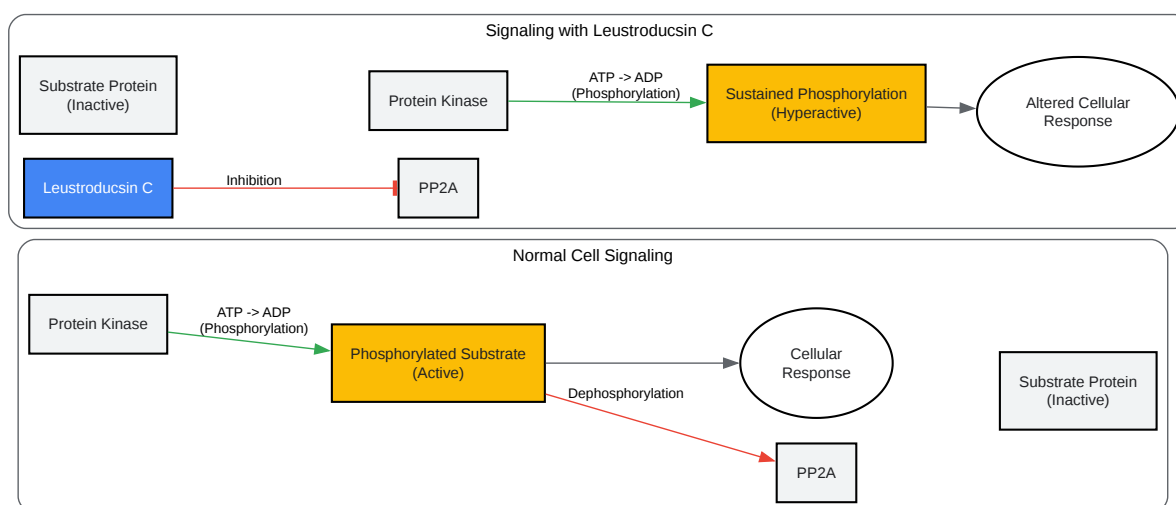 Signaling with Leustroducsin C
Substrate Protein
(Inactive)
Protein Kinase
ATP -> ADP
(Phosphorylation)
Sustained Phosphorylation
(Hyperactive)
Altered Cellular
Response
Leustroducsin C
Inhibition
PP2A
Normal Cell Signaling
Protein Kinase
ATP -> ADP
(Phosphorylation)
Phosphorylated Substrate
(Active)
Cellular
Response
Dephosphorylation
Substrate Protein
(Inactive)
PP2A